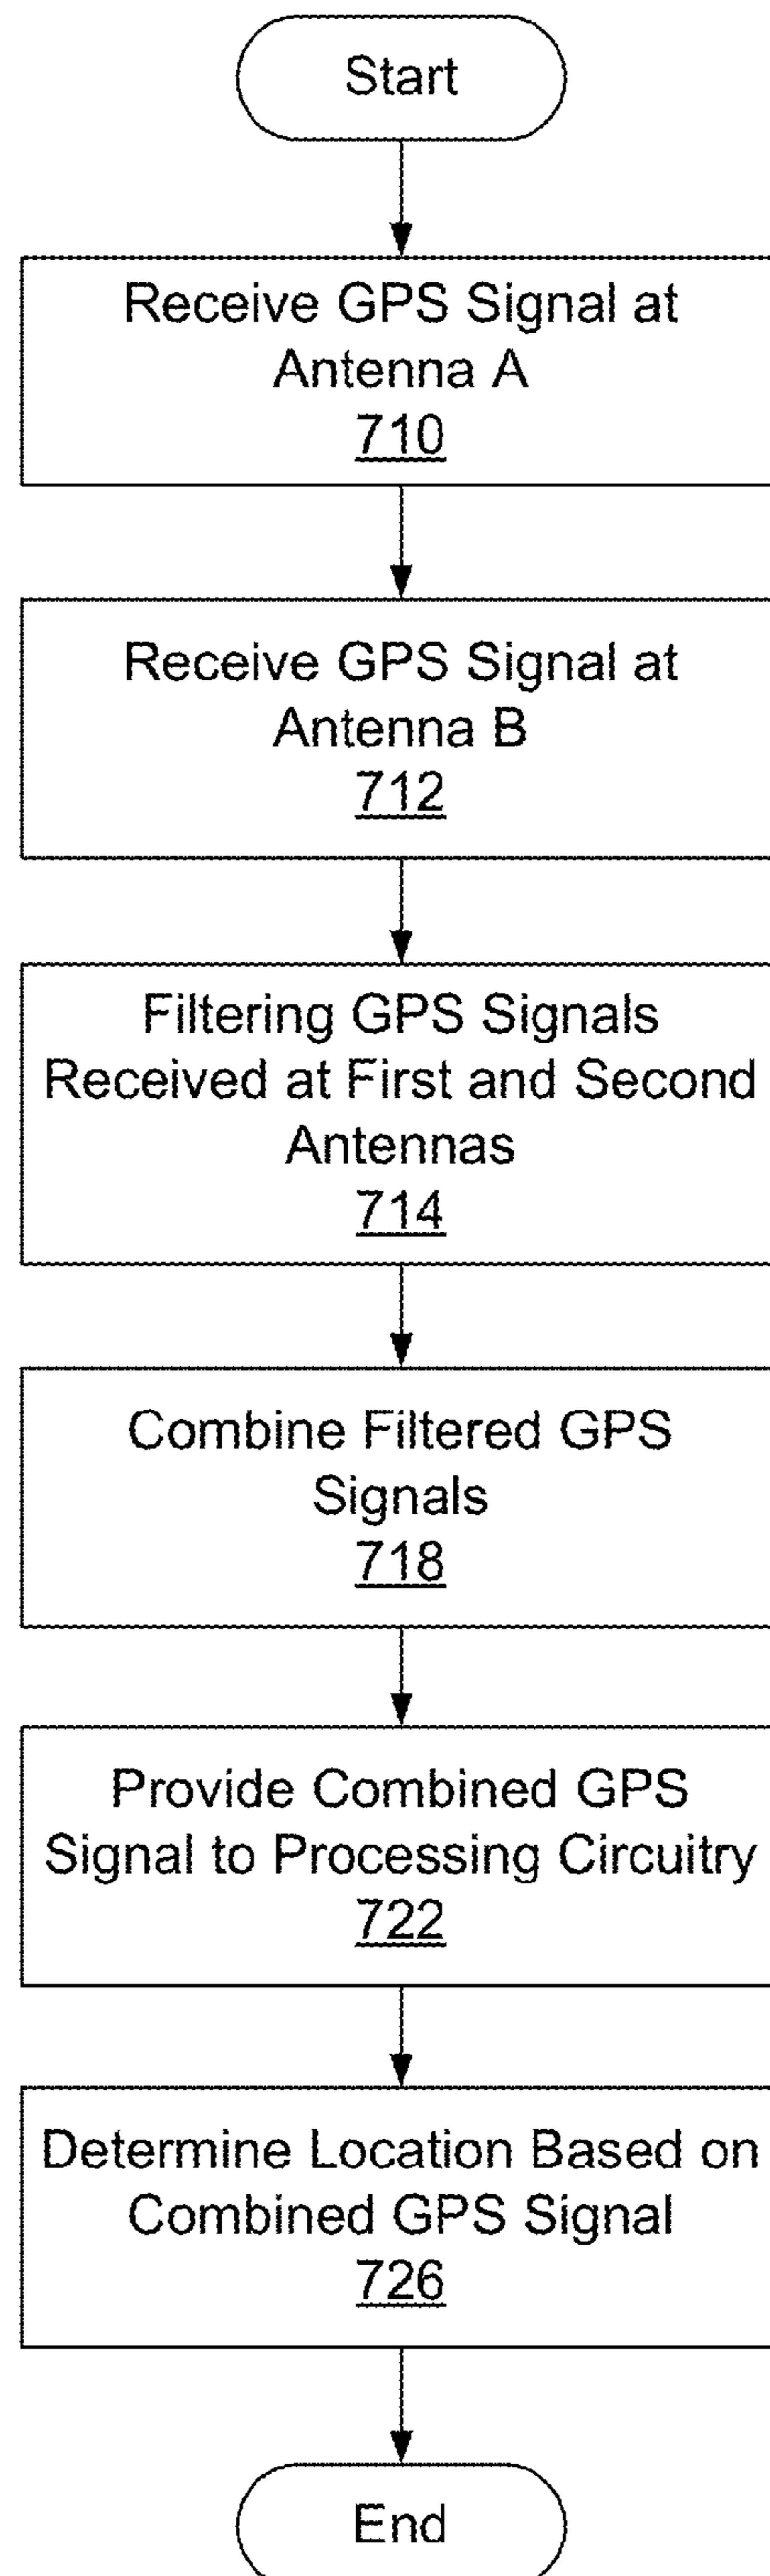 Start
Receive GPS Signal at
Antenna A
710
Receive GPS Signal at
Antenna B
712
Filtering GPS Signals
Received at First and Second
Antennas
714
Combine Filtered GPS
Signals
718
Provide Combined GPS
Signal to Processing Circuitry
722
Determine Location Based on
Combined GPS Signal
726
End